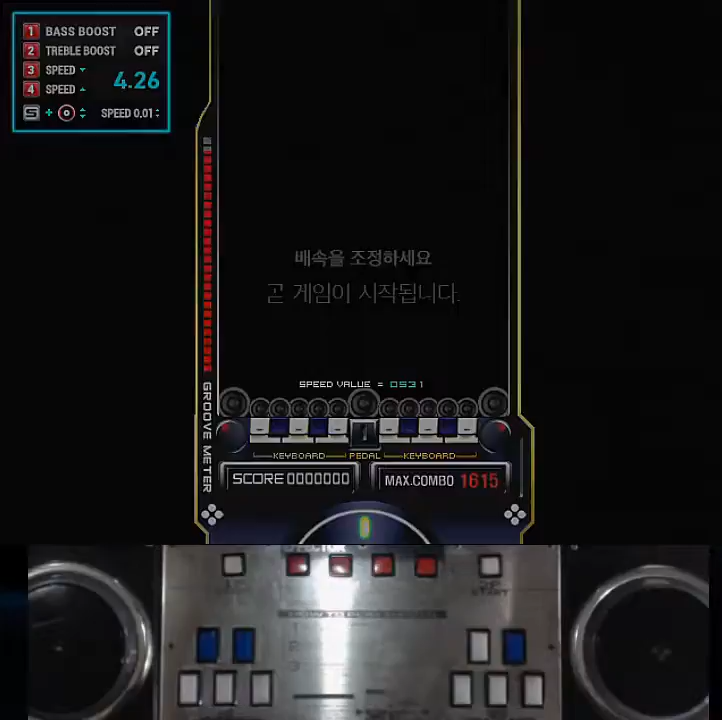 1 BASS BOOST OFF
2 TREBLE BOOST OFF
3 SPEED
4.26
4 SPEED
S + SPEED 0.01
배속을 조정하세요
곧 게임이 시작됩니다.
SPEED VALUE = 0531
GROOVE METER
KEYBOARD PEDAL KEYBOARD
SCORE 0000000
MAX.COMBO 1615
START